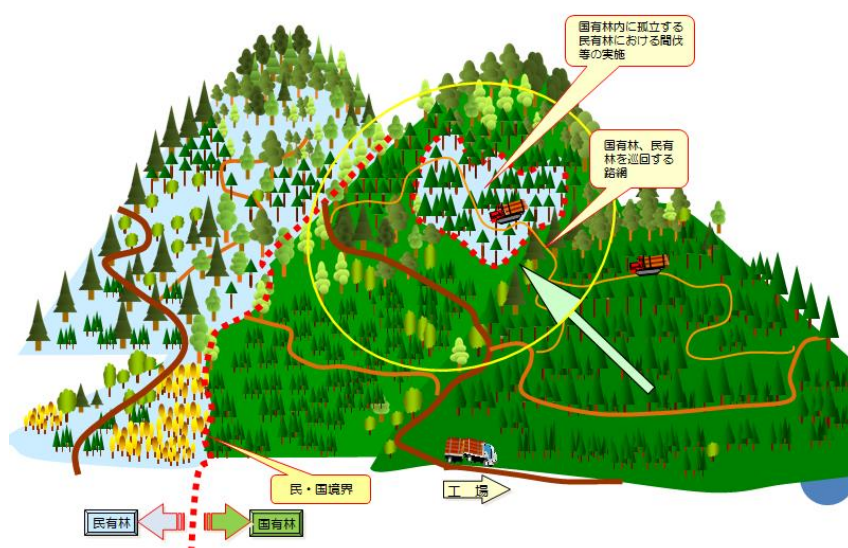 国有林内に孤立する
民有林における間伐
等の実施
国有林、民有
林を巡回する
路網
民・国境界
工場
民有林
国有林